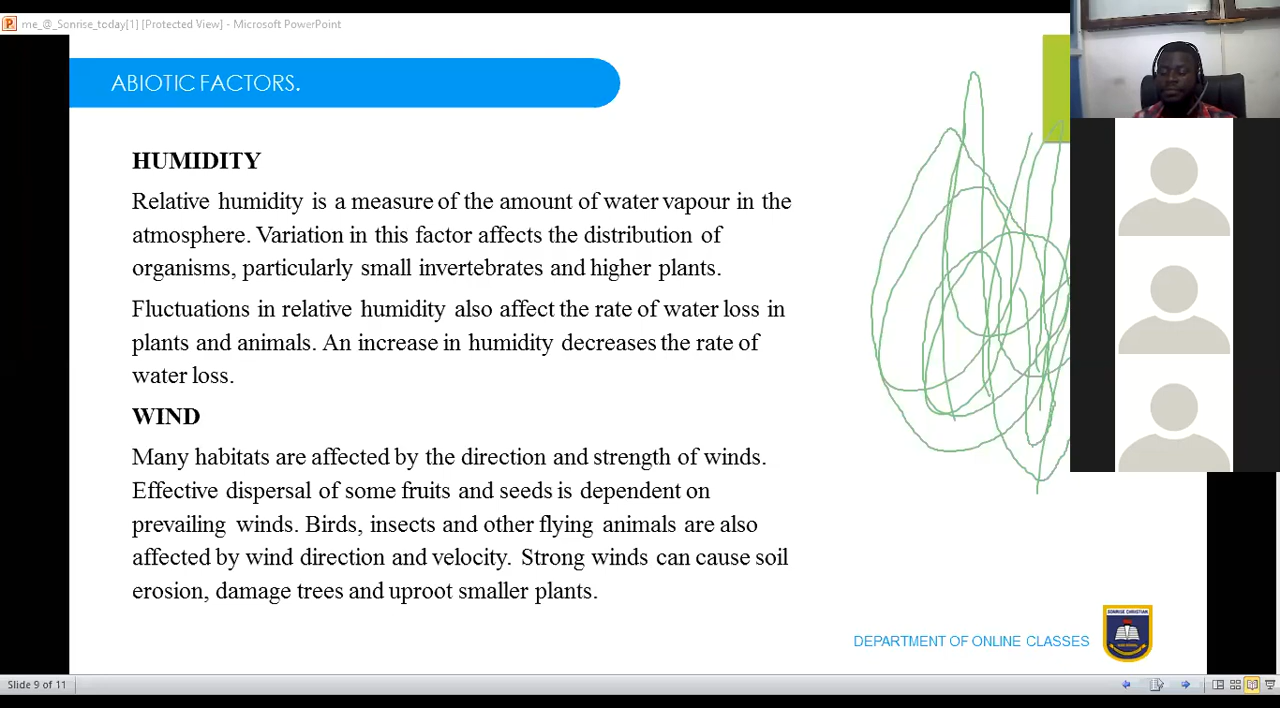 me_@_Sonrise_today[1] [Protected View] - Microsoft PowerPoint
ABIOTIC FACTORS.
HUMIDITY
Relative humidity is a measure of the amount of water vapour in the
atmosphere. Variation in this factor affects the distribution of
organisms, particularly small invertebrates and higher plants.
Fluctuations in relative humidity also affect the rate of water loss in
plants and animals. An increase in humidity decreases the rate of
water loss.
WIND
Many habitats are affected by the direction and strength of winds.
Effective dispersal of some fruits and seeds is dependent on
prevailing winds. Birds, insects and other flying animals are also
affected by wind direction and velocity. Strong winds can cause soil
erosion, damage trees and uproot smaller plants.
DEPARTMENT OF ONLINE CLASSES
SONRISE CHRISTIAN
Slide 9 of 11